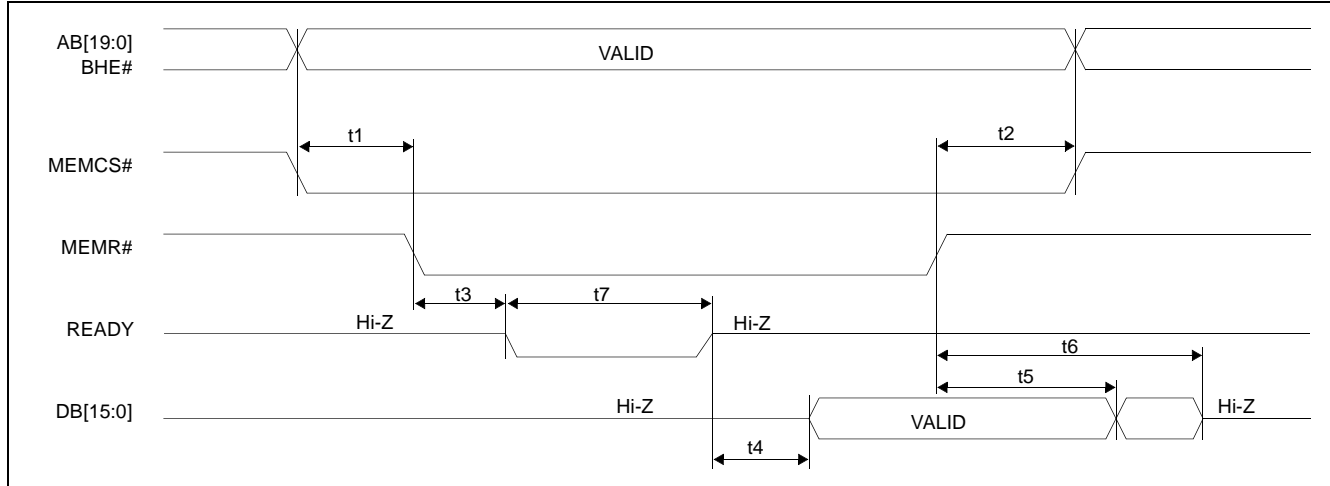 AB[19:0]
BHE#
VALID
t1
t2
MEMCS#
MEMR#
t3
t7
READY
Hi-Z
Hi-Z
t6
t5
DB[15:0]
Hi-Z
VALID
Hi-Z
t4